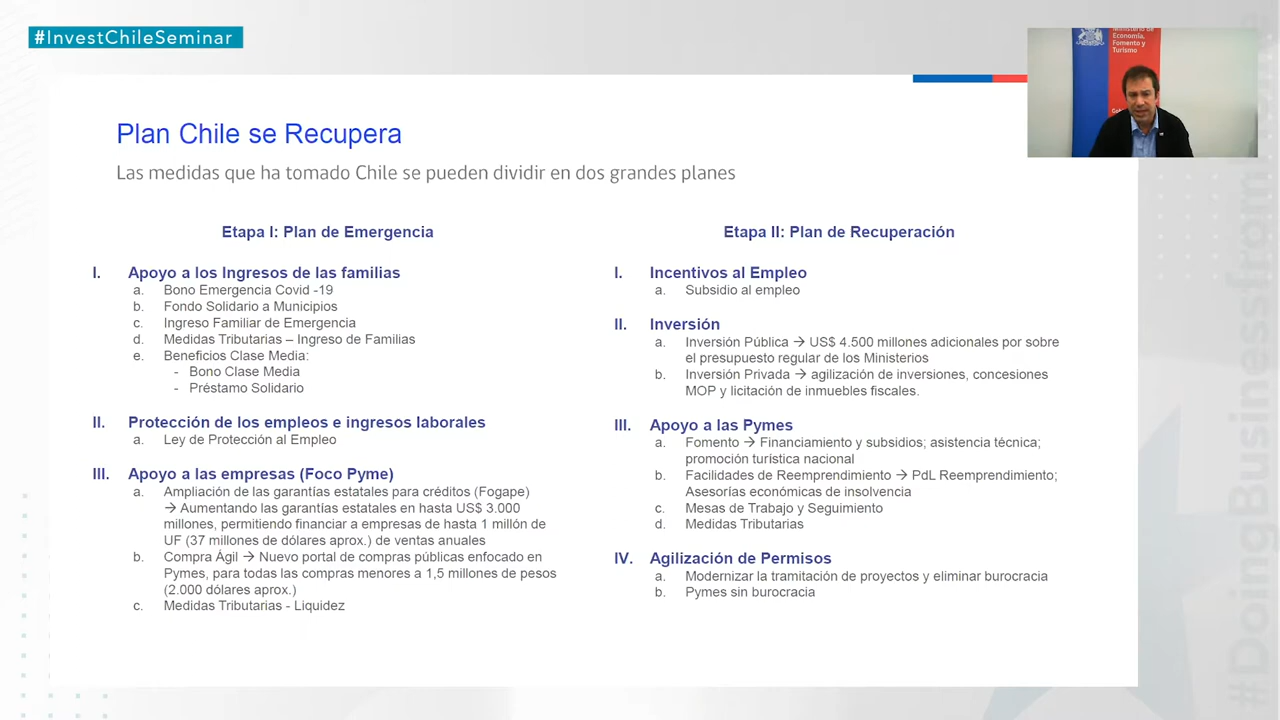 #InvestChileSeminar
Ministerio de
Economía,
Fomento y
Turismo
Plan Chile se Recupera
Las medidas que ha tomado Chile se pueden dividir en dos grandes planes
Etapa I: Plan de Emergencia
I. Apoyo a los Ingresos de las familias
a. Bono Emergencia Covid -19
b. Fondo Solidario a Municipios
c. Ingreso Familiar de Emergencia
d. Medidas Tributarias – Ingreso de Familias
e. Beneficios Clase Media:
- Bono Clase Media
- Préstamo Solidario
II. Protección de los empleos e ingresos laborales
a. Ley de Protección al Empleo
III. Apoyo a las empresas (Foco Pyme)
a. Ampliación de las garantías estatales para créditos (Fogape)
→ Aumentando las garantías estatales en hasta US$ 3.000
millones, permitiendo financiar a empresas de hasta 1 millón de
UF (37 millones de dólares aprox.) de ventas anuales
b. Compra Ágil → Nuevo portal de compras públicas enfocado en
Pymes, para todas las compras menores a 1,5 millones de pesos
(2.000 dólares aprox.)
c. Medidas Tributarias - Liquidez
Etapa II: Plan de Recuperación
I. Incentivos al Empleo
a. Subsidio al empleo
II. Inversión
a. Inversión Pública → US$ 4.500 millones adicionales por sobre
el presupuesto regular de los Ministerios
b. Inversión Privada → agilización de inversiones, concesiones
MOP y licitación de inmuebles fiscales.
III. Apoyo a las Pymes
a. Fomento → Financiamiento y subsidios; asistencia técnica;
promoción turística nacional
b. Facilidades de Reemprendimiento → PdL Reemprendimiento;
Asesorías económicas de insolvencia
c. Mesas de Trabajo y Seguimiento
d. Medidas Tributarias
IV. Agilización de Permisos
a. Modernizar la tramitación de proyectos y eliminar burocracia
b. Pymes sin burocracia
#DoingBusinessfrom